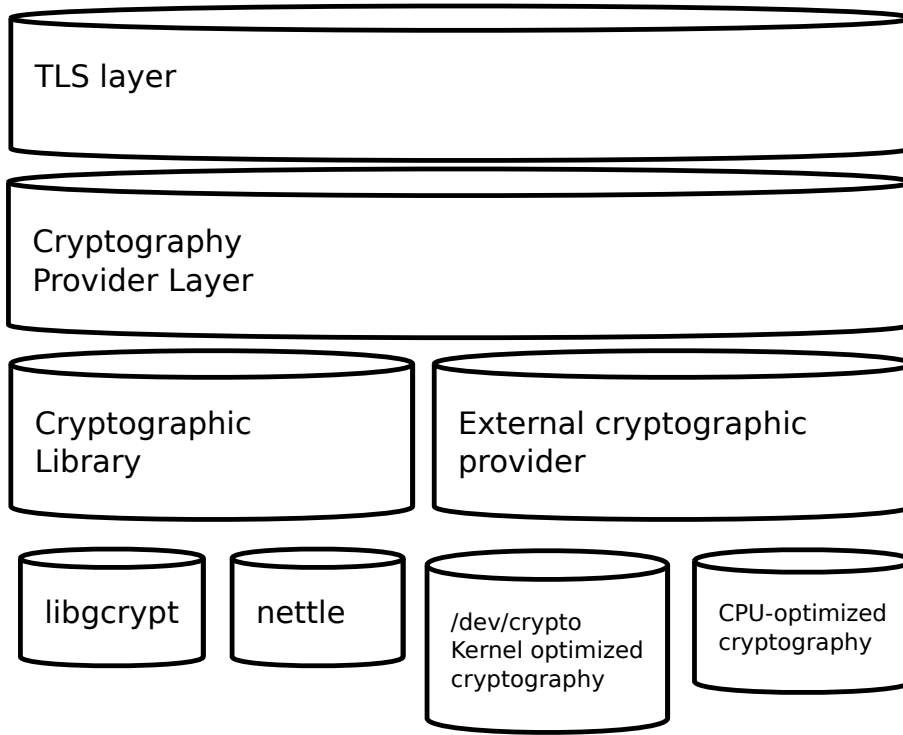 TLS layer
Cryptography
Provider Layer
Cryptographic
Library
External cryptographic
provider
libgcrypt
nettle
/dev/crypto
Kernel optimized
cryptography
CPU-optimized
cryptography